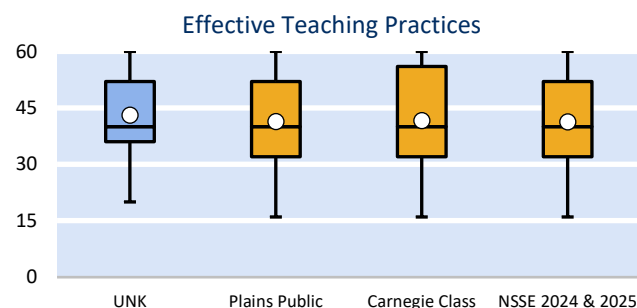 Effective Teaching Practices
60
45
30
15
0
UNK Plains Public Carnegie Class NSSE 2024 & 2025